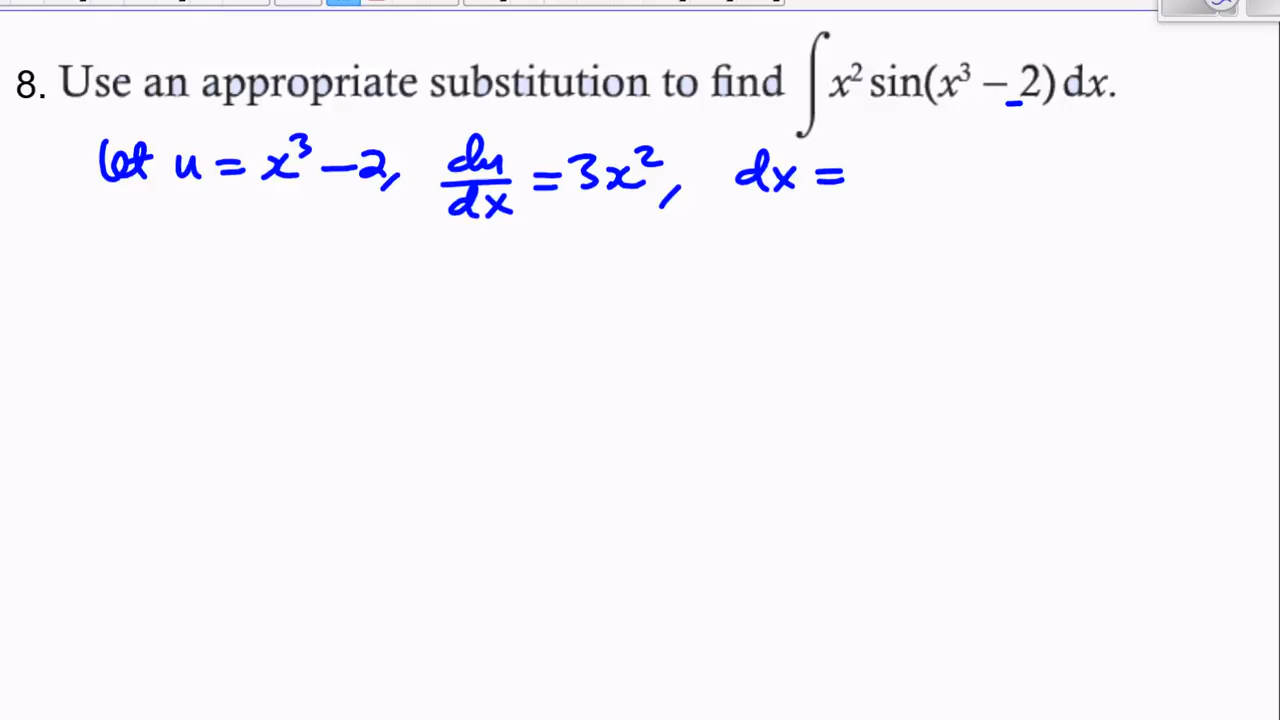 8. Use an appropriate substitution to find ∫ x² sin(x³ − 2) dx.
let u = x³ − 2, du/dx = 3x², dx =